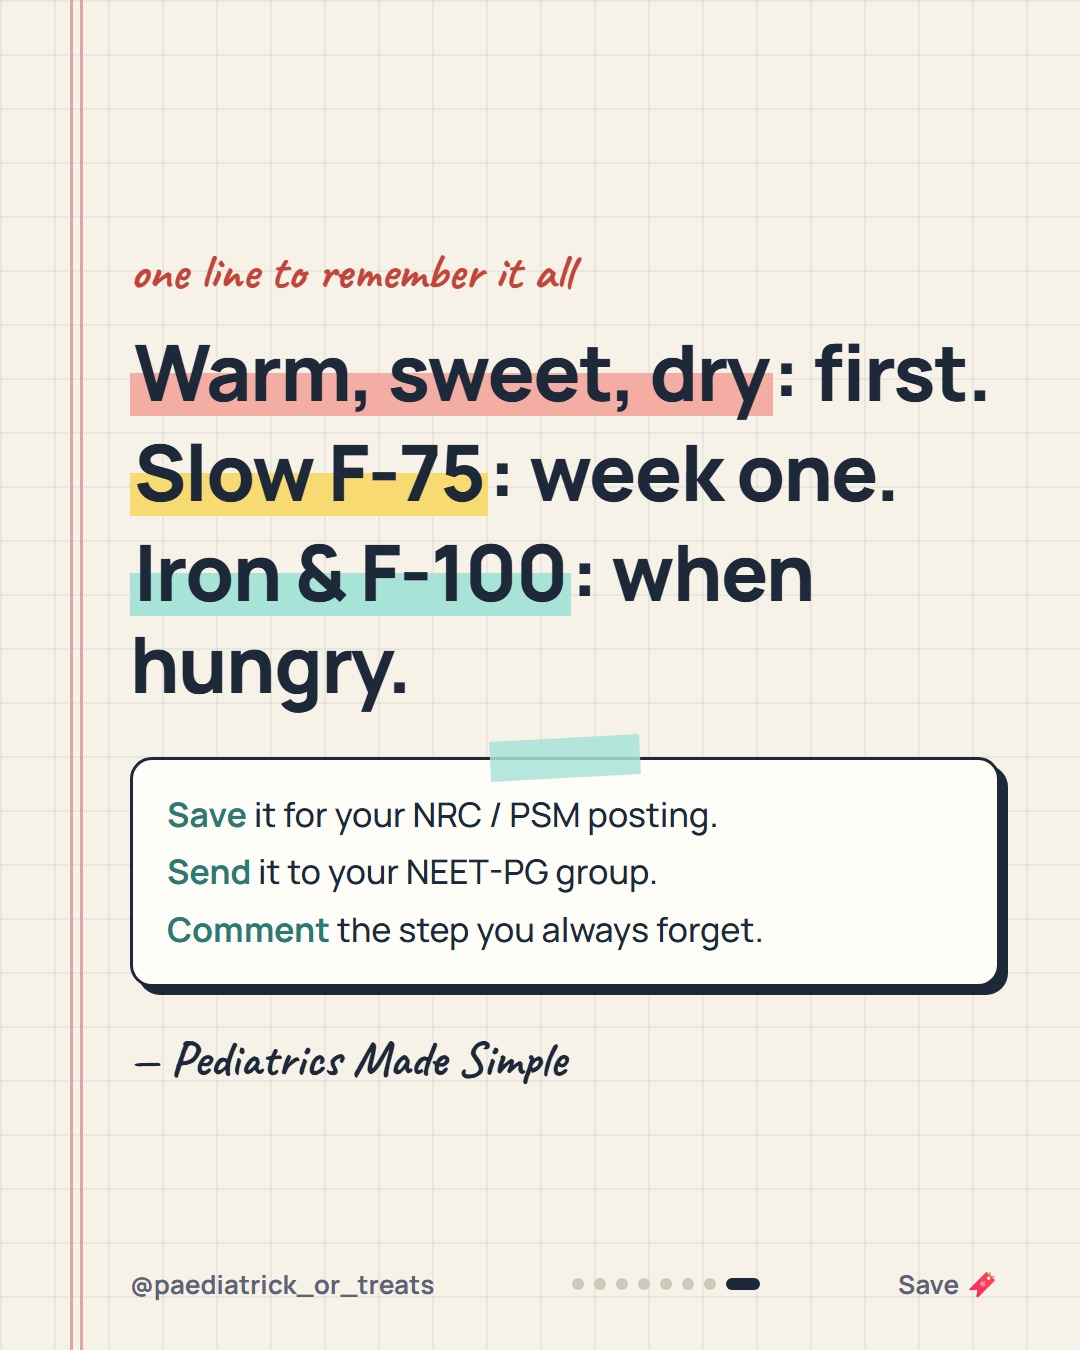 one line to remember it all
Warm, sweet, dry: first.
Slow F-75: week one.
Iron & F-100: when
hungry.
Save it for your NRC / PSM posting.
Send it to your NEET-PG group.
Comment the step you always forget.
– Pediatrics Made Simple
@paediatrick_or_treats
Save